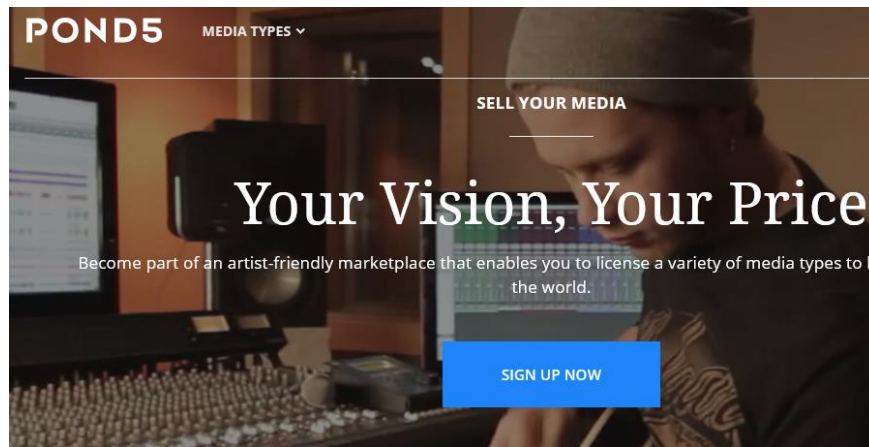 POND5
MEDIA TYPES
SELL YOUR MEDIA
Your Vision, Your Price
Become part of an artist-friendly marketplace that enables you to license a variety of media types to
the world.
SIGN UP NOW